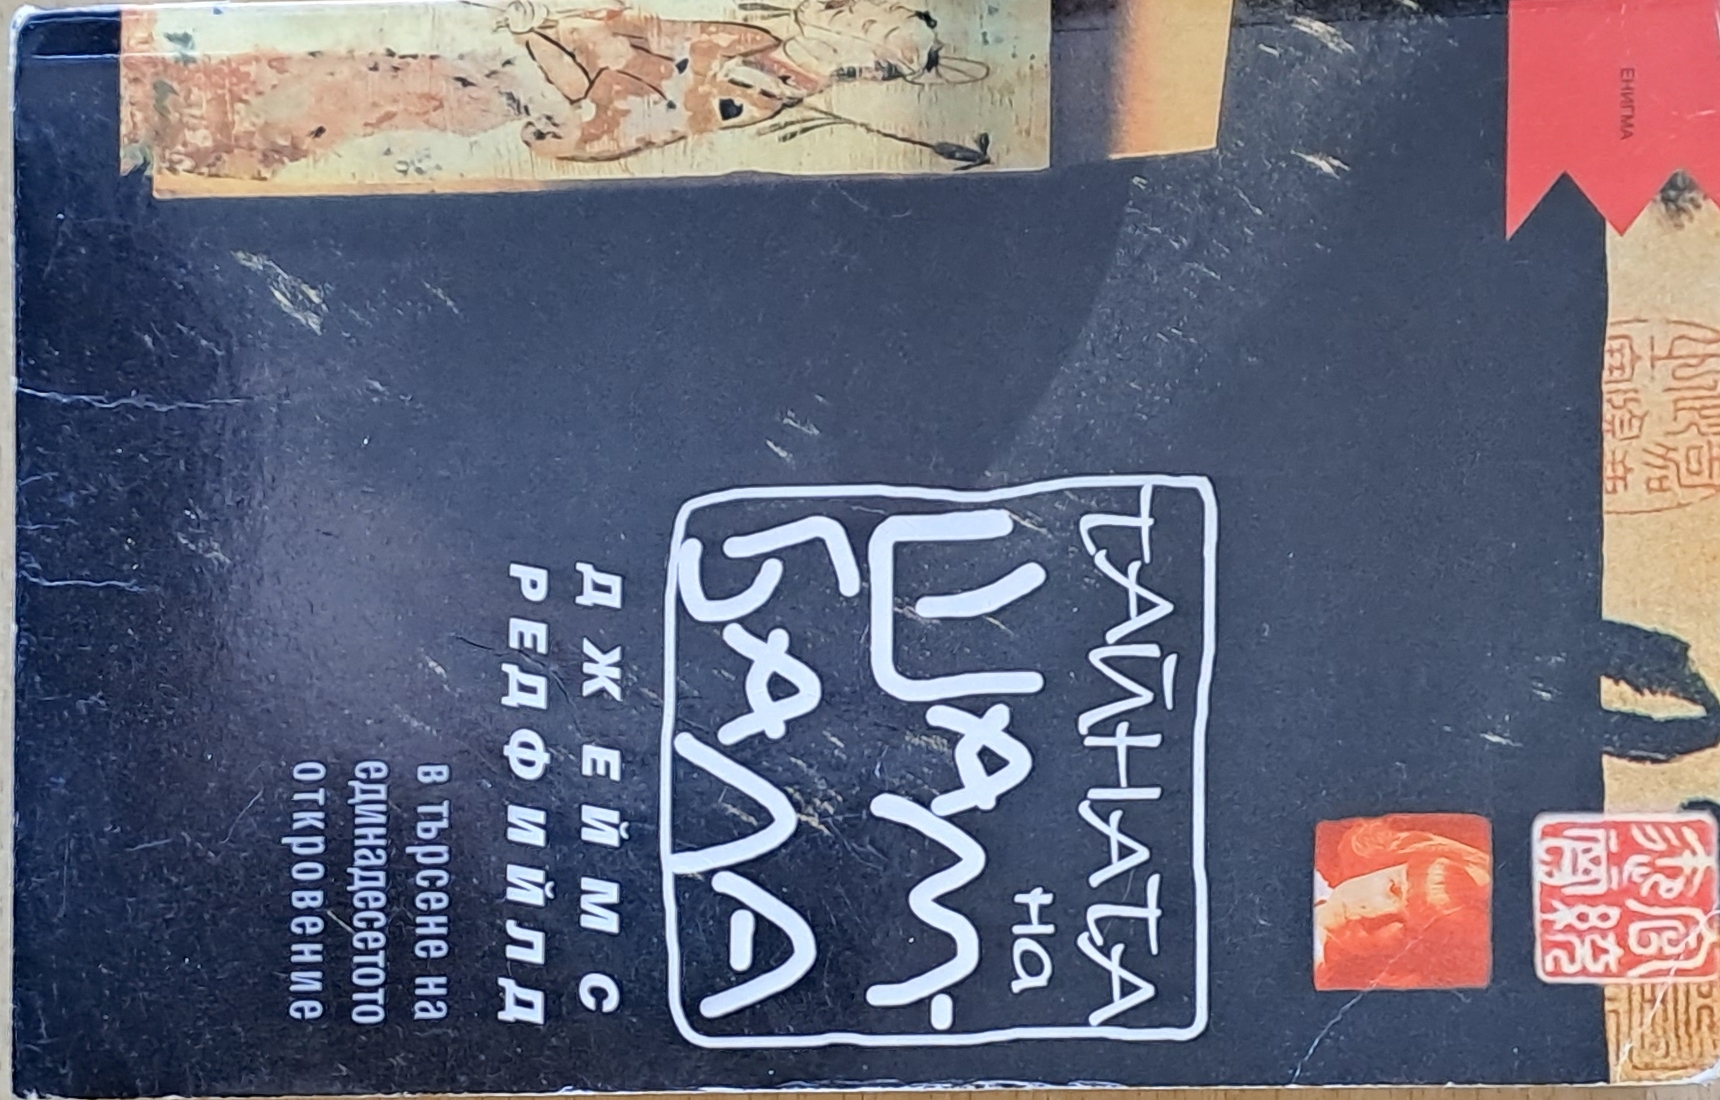 ЕНИГМА
ТАЙНАТА
на
ШАМ-
БАЛА
ДЖЕЙМС
РЕДФИЙЛД
в търсене на
единадесетото
откровение